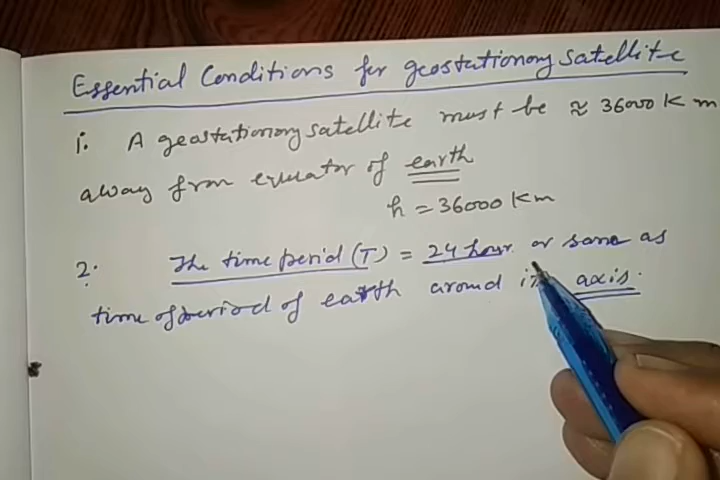 Essential Conditions for geostationary satellite
1. A geostationary satellite must be ≈ 36000 Km
away from equator of earth
h = 36000 Km
2. The time period (T) = 24 hour or same as
time of period of earth around its axis.